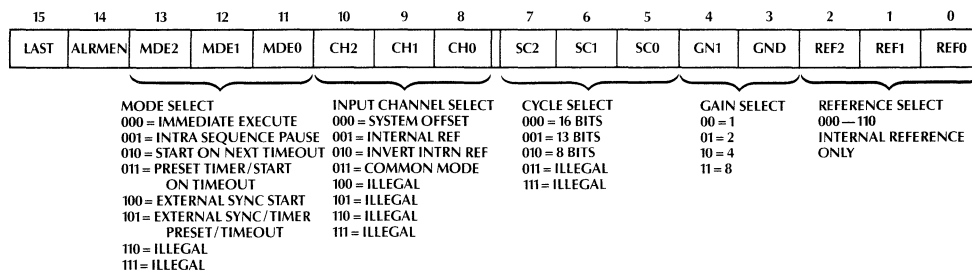 15 14 13 12 11 10 9 8 7 6 5 4 3 2 1 0
LAST ALRMEN MDE2 MDE1 MDE0 CH2 CH1 CH0 SC2 SC1 SC0 GN1 GND REF2 REF1 REF0
MODE SELECT
000 = IMMEDIATE EXECUTE
001 = INTRA SEQUENCE PAUSE
010 = START ON NEXT TIMEOUT
011 = PRESET TIMER/START
ON TIMEOUT
100 = EXTERNAL SYNC START
101 = EXTERNAL SYNC/TIMER
PRESET/TIMEOUT
110 = ILLEGAL
111 = ILLEGAL
INPUT CHANNEL SELECT
000 = SYSTEM OFFSET
001 = INTERNAL REF
010 = INVERT INTRN REF
011 = COMMON MODE
100 = ILLEGAL
101 = ILLEGAL
110 = ILLEGAL
111 = ILLEGAL
CYCLE SELECT
000 = 16 BITS
001 = 13 BITS
010 = 8 BITS
011 = ILLEGAL
111 = ILLEGAL
GAIN SELECT
00 = 1
01 = 2
10 = 4
11 = 8
REFERENCE SELECT
000—110
INTERNAL REFERENCE
ONLY